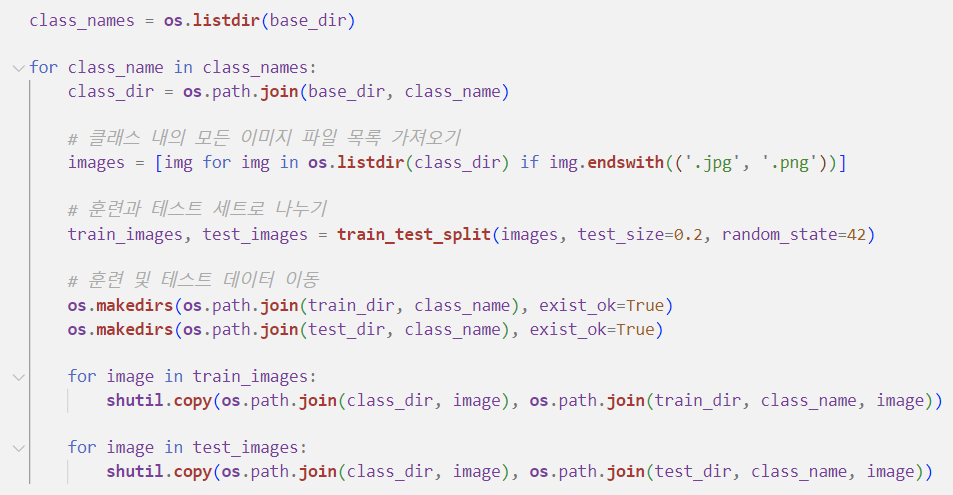 class_names = os.listdir(base_dir)
for class_name in class_names:
class_dir = os.path.join(base_dir, class_name)
# 클래스 내의 모든 이미지 파일 목록 가져오기
images = [img for img in os.listdir(class_dir) if img.endswith(('.jpg', '.png'))]
# 훈련과 테스트 세트로 나누기
train_images, test_images = train_test_split(images, test_size=0.2, random_state=42)
# 훈련 및 테스트 데이터 이동
os.makedirs(os.path.join(train_dir, class_name), exist_ok=True)
os.makedirs(os.path.join(test_dir, class_name), exist_ok=True)
for image in train_images:
shutil.copy(os.path.join(class_dir, image), os.path.join(train_dir, class_name, image))
for image in test_images:
shutil.copy(os.path.join(class_dir, image), os.path.join(test_dir, class_name, image))